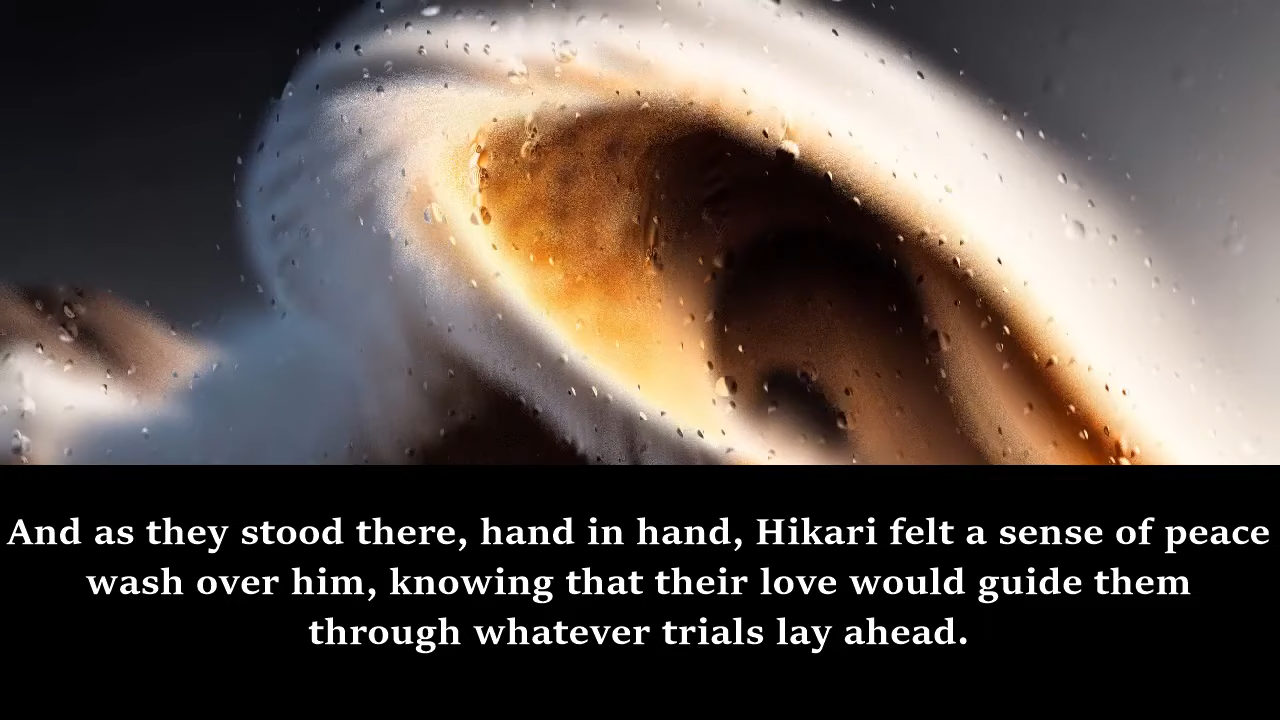 And as they stood there, hand in hand, Hikari felt a sense of peace
wash over him, knowing that their love would guide them
through whatever trials lay ahead.